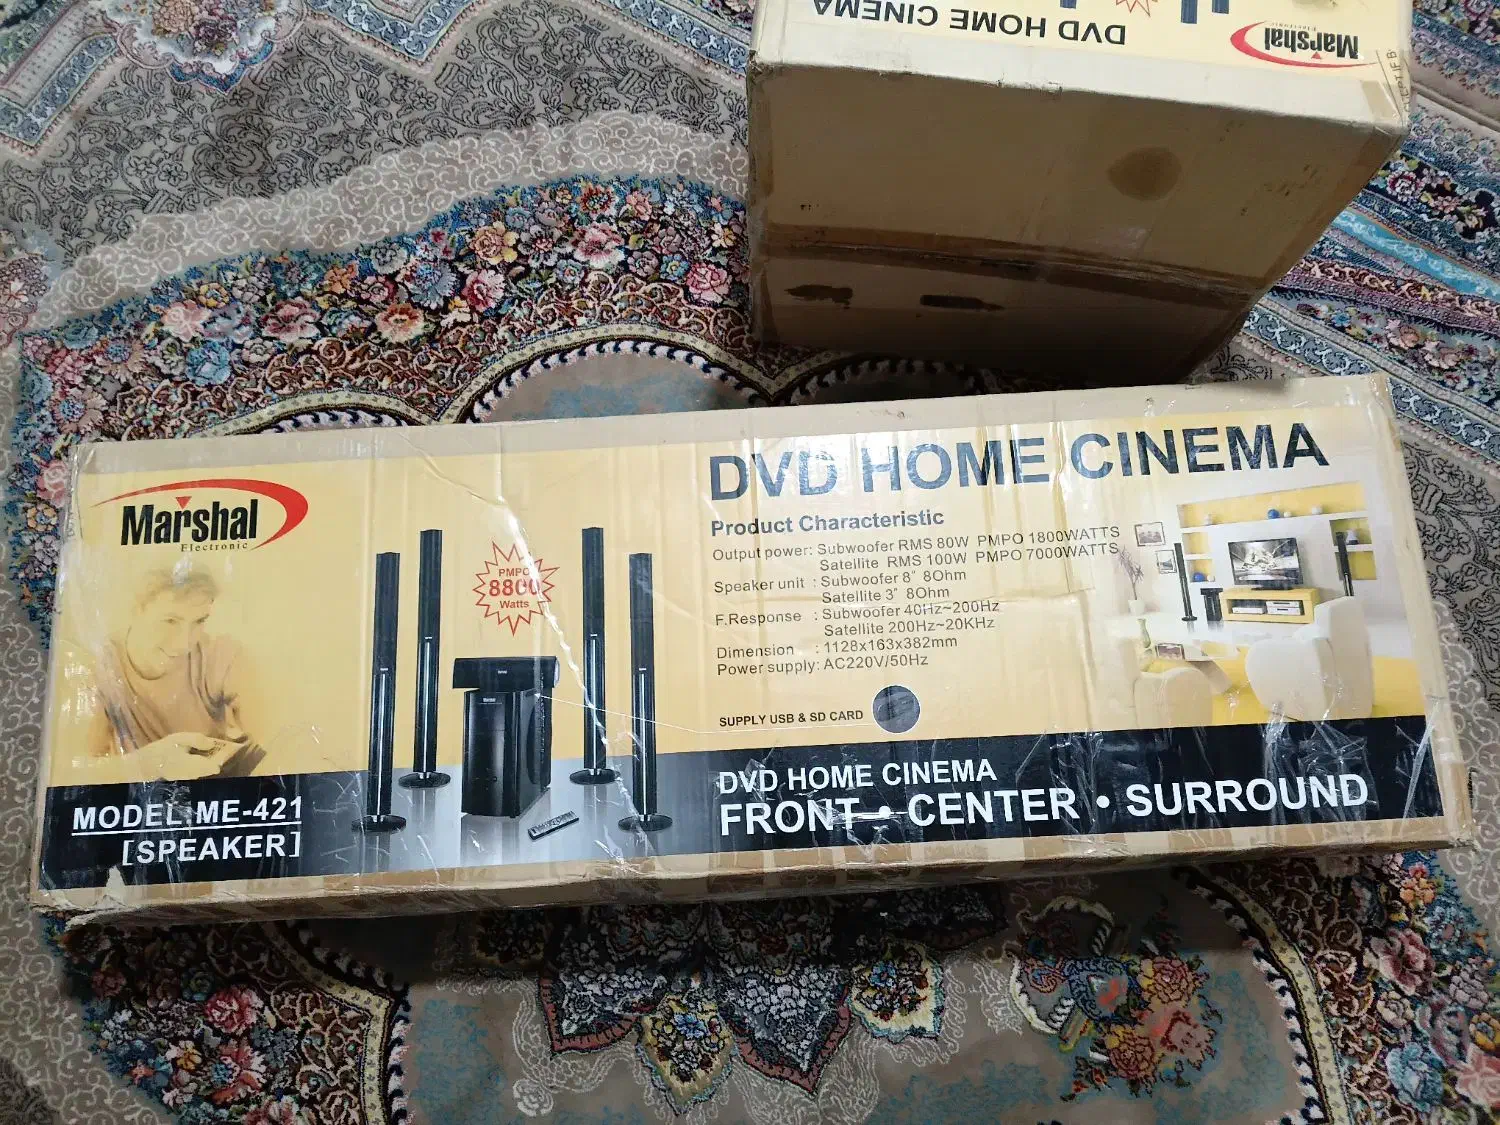 DVD HOME CINEMA
Marshal
Electronic
Marshal
Electronic
PMPO
8800
Watts
MODEL:ME-421
[SPEAKER]
DVD HOME CINEMA
Product Characteristic
Output power: Subwoofer RMS 80W PMPO 1800WATTS
Satellite RMS 100W PMPO 7000WATTS
Speaker unit : Subwoofer 8" 8Ohm
Satellite 3" 8Ohm
F.Response : Subwoofer 40Hz~200Hz
Satellite 200Hz~20KHz
Dimension : 1128x163x382mm
Power supply: AC220V/50Hz
SUPPLY USB & SD CARD
DVD HOME CINEMA
FRONT • CENTER • SURROUND